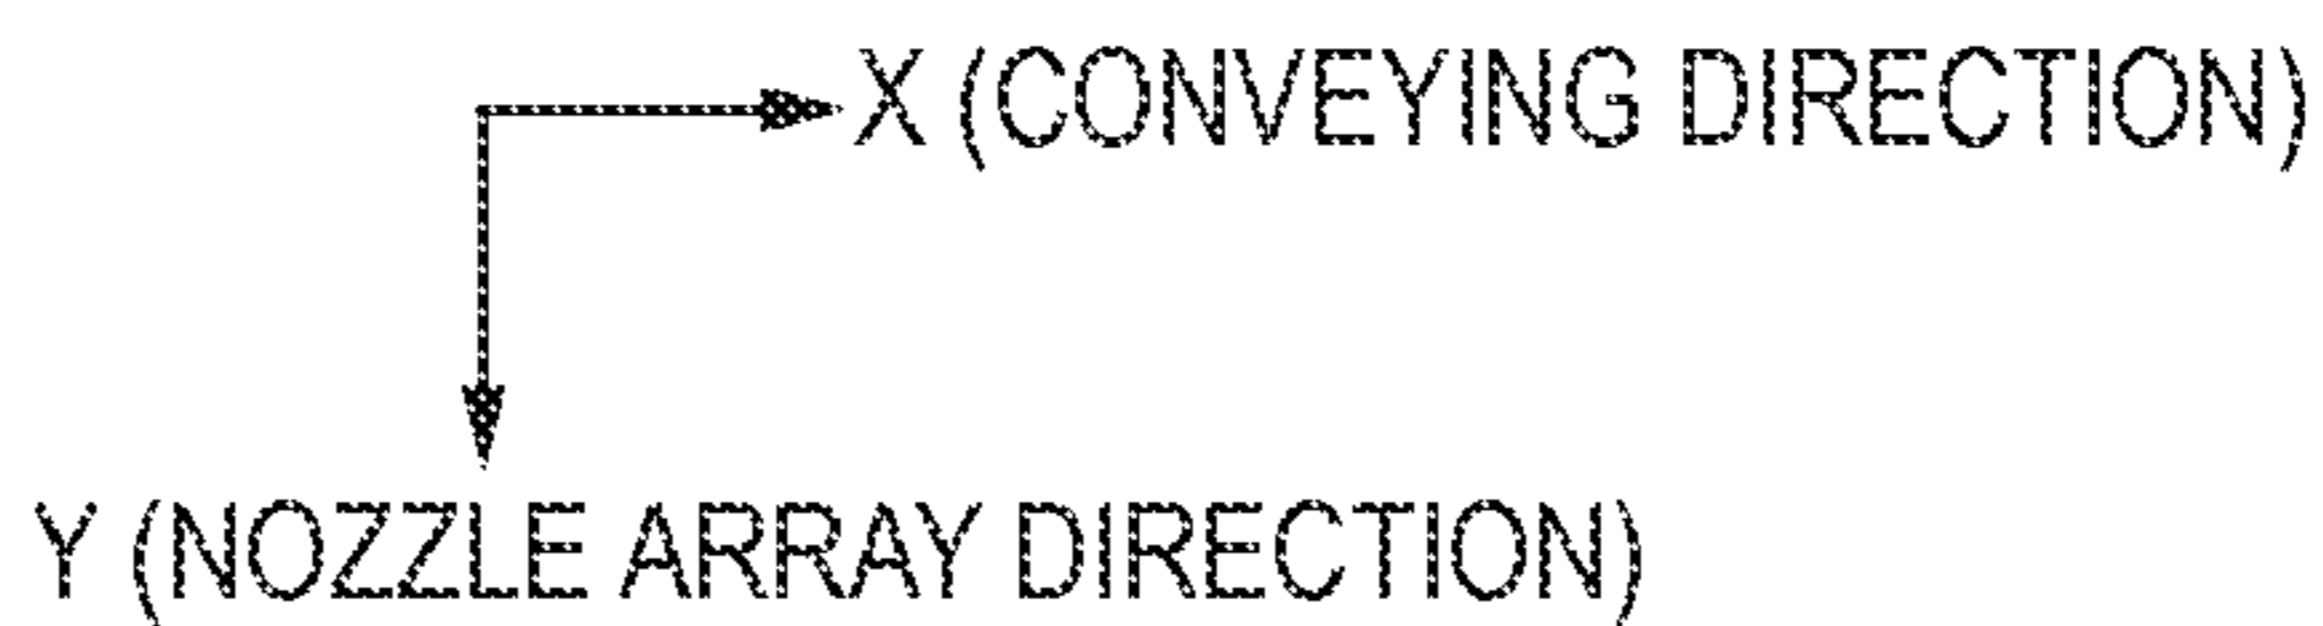 X (CONVEYING DIRECTION)
Y (NOZZLE ARRAY DIRECTION)